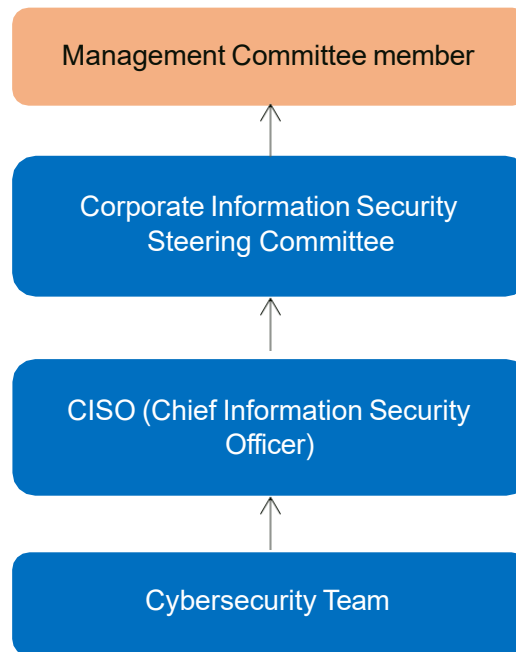 Management Committee member
Corporate Information Security
Steering Committee
CISO (Chief Information Security
Officer)
Cybersecurity Team